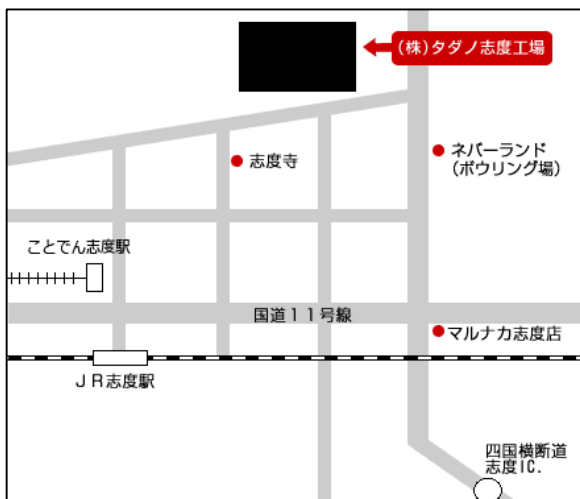 (株)タダノ志度工場
ネバーランド
(ボウリング場)
志度寺
ことでん志度駅
国道11号線
マルナカ志度店
JR志度駅
四国横断道
志度IC.